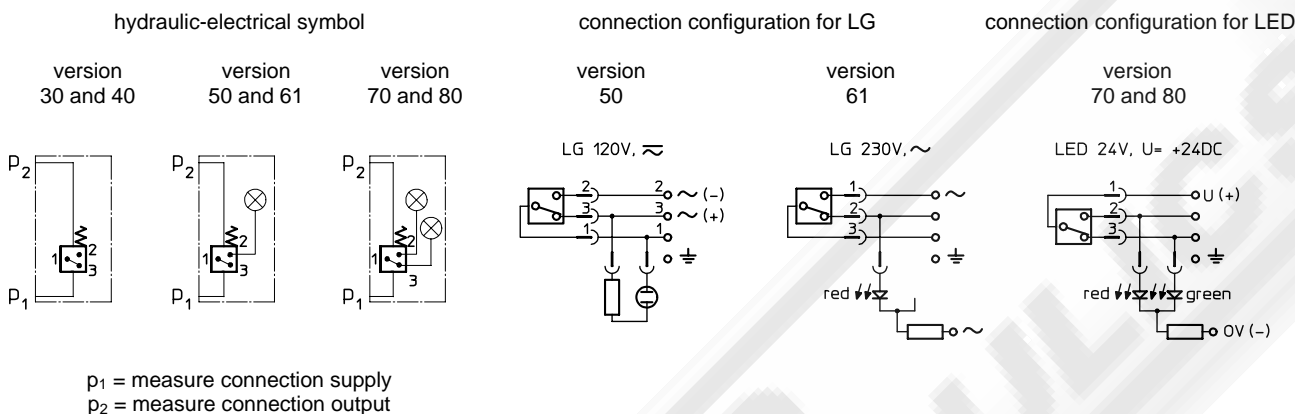 hydraulic-electrical symbol
connection configuration for LG
connection configuration for LED
version
30 and 40
version
50 and 61
version
70 and 80
version
50
version
61
version
70 and 80
p2
1
2
3
p1
p2
1
2
3
p1
p2
1
2
3
p1
LG 120V,
2 2 ~ (-)
3 3 ~ (+)
1 1
LG 230V, ~
1 ~
2
3
red
~
LED 24V, U= +24DC
1 U (+)
2
3
red green
0V (-)
p1 = measure connection supply
p2 = measure connection output